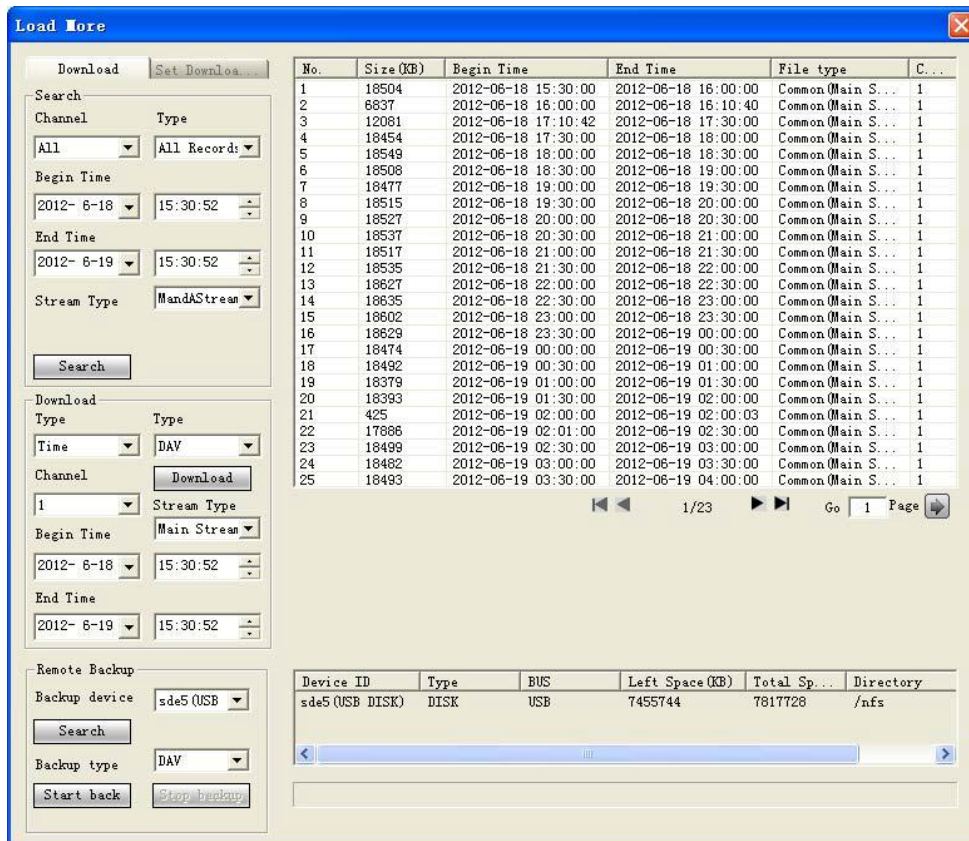 Load More
Download Set Downloa...
Search
Channel Type
All All Records
Begin Time
2012- 6-18 15:30:52
End Time
2012- 6-19 15:30:52
Stream Type MandAStream
Search
Download
Type Type
Time DAV
Channel Download
1 Stream Type
Begin Time Main Stream
2012- 6-18 15:30:52
End Time
2012- 6-19 15:30:52
Remote Backup
Backup device sde5(USB
Search
Backup type DAV
Start back Stop backup
No. Size(KB) Begin Time End Time File type C...
1 18504 2012-06-18 15:30:00 2012-06-18 16:00:00 Common(Main S... 1
2 6837 2012-06-18 16:00:00 2012-06-18 16:10:40 Common(Main S... 1
3 12081 2012-06-18 17:10:42 2012-06-18 17:30:00 Common(Main S... 1
4 18454 2012-06-18 17:30:00 2012-06-18 18:00:00 Common(Main S... 1
5 18549 2012-06-18 18:00:00 2012-06-18 18:30:00 Common(Main S... 1
6 18508 2012-06-18 18:30:00 2012-06-18 19:00:00 Common(Main S... 1
7 18477 2012-06-18 19:00:00 2012-06-18 19:30:00 Common(Main S... 1
8 18515 2012-06-18 19:30:00 2012-06-18 20:00:00 Common(Main S... 1
9 18527 2012-06-18 20:00:00 2012-06-18 20:30:00 Common(Main S... 1
10 18537 2012-06-18 20:30:00 2012-06-18 21:00:00 Common(Main S... 1
11 18517 2012-06-18 21:00:00 2012-06-18 21:30:00 Common(Main S... 1
12 18535 2012-06-18 21:30:00 2012-06-18 22:00:00 Common(Main S... 1
13 18627 2012-06-18 22:00:00 2012-06-18 22:30:00 Common(Main S... 1
14 18635 2012-06-18 22:30:00 2012-06-18 23:00:00 Common(Main S... 1
15 18602 2012-06-18 23:00:00 2012-06-18 23:30:00 Common(Main S... 1
16 18629 2012-06-18 23:30:00 2012-06-19 00:00:00 Common(Main S... 1
17 18474 2012-06-19 00:00:00 2012-06-19 00:30:00 Common(Main S... 1
18 18492 2012-06-19 00:30:00 2012-06-19 01:00:00 Common(Main S... 1
19 18379 2012-06-19 01:00:00 2012-06-19 01:30:00 Common(Main S... 1
20 18393 2012-06-19 01:30:00 2012-06-19 02:00:00 Common(Main S... 1
21 425 2012-06-19 02:00:00 2012-06-19 02:00:03 Common(Main S... 1
22 17886 2012-06-19 02:01:00 2012-06-19 02:30:00 Common(Main S... 1
23 18499 2012-06-19 02:30:00 2012-06-19 03:00:00 Common(Main S... 1
24 18482 2012-06-19 03:00:00 2012-06-19 03:30:00 Common(Main S... 1
25 18493 2012-06-19 03:30:00 2012-06-19 04:00:00 Common(Main S... 1
1/23 Go 1 Page
Device ID Type BUS Left Space(KB) Total Sp... Directory
sde5(USB DISK) DISK USB 7455744 7817728 /nfs